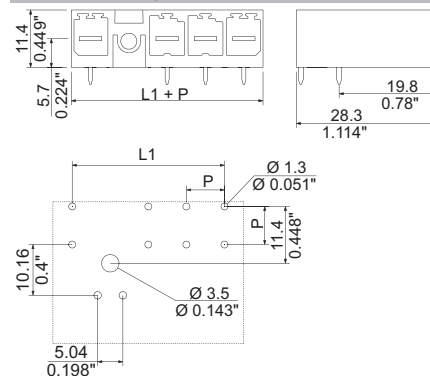 11.4
0.449"
5.7
0.224"
L1 + P
19.8
0.78"
28.3
1.114"
L1
P
Ø 1.3
Ø 0.051"
P
11.4
0.448"
10.16
0.4"
Ø 3.5
Ø 0.143"
5.04
0.198"